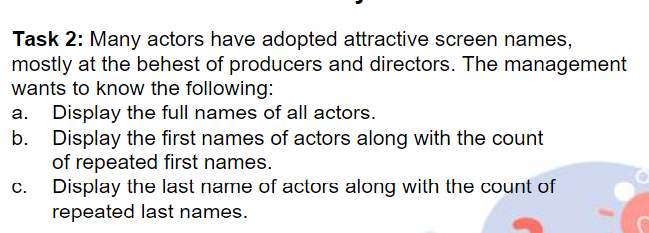 Task 2: Many actors have adopted attractive screen names,
mostly at the behest of producers and directors. The management
wants to know the following:
a. Display the full names of all actors.
b. Display the first names of actors along with the count
of repeated first names.
c. Display the last name of actors along with the count of
repeated last names.